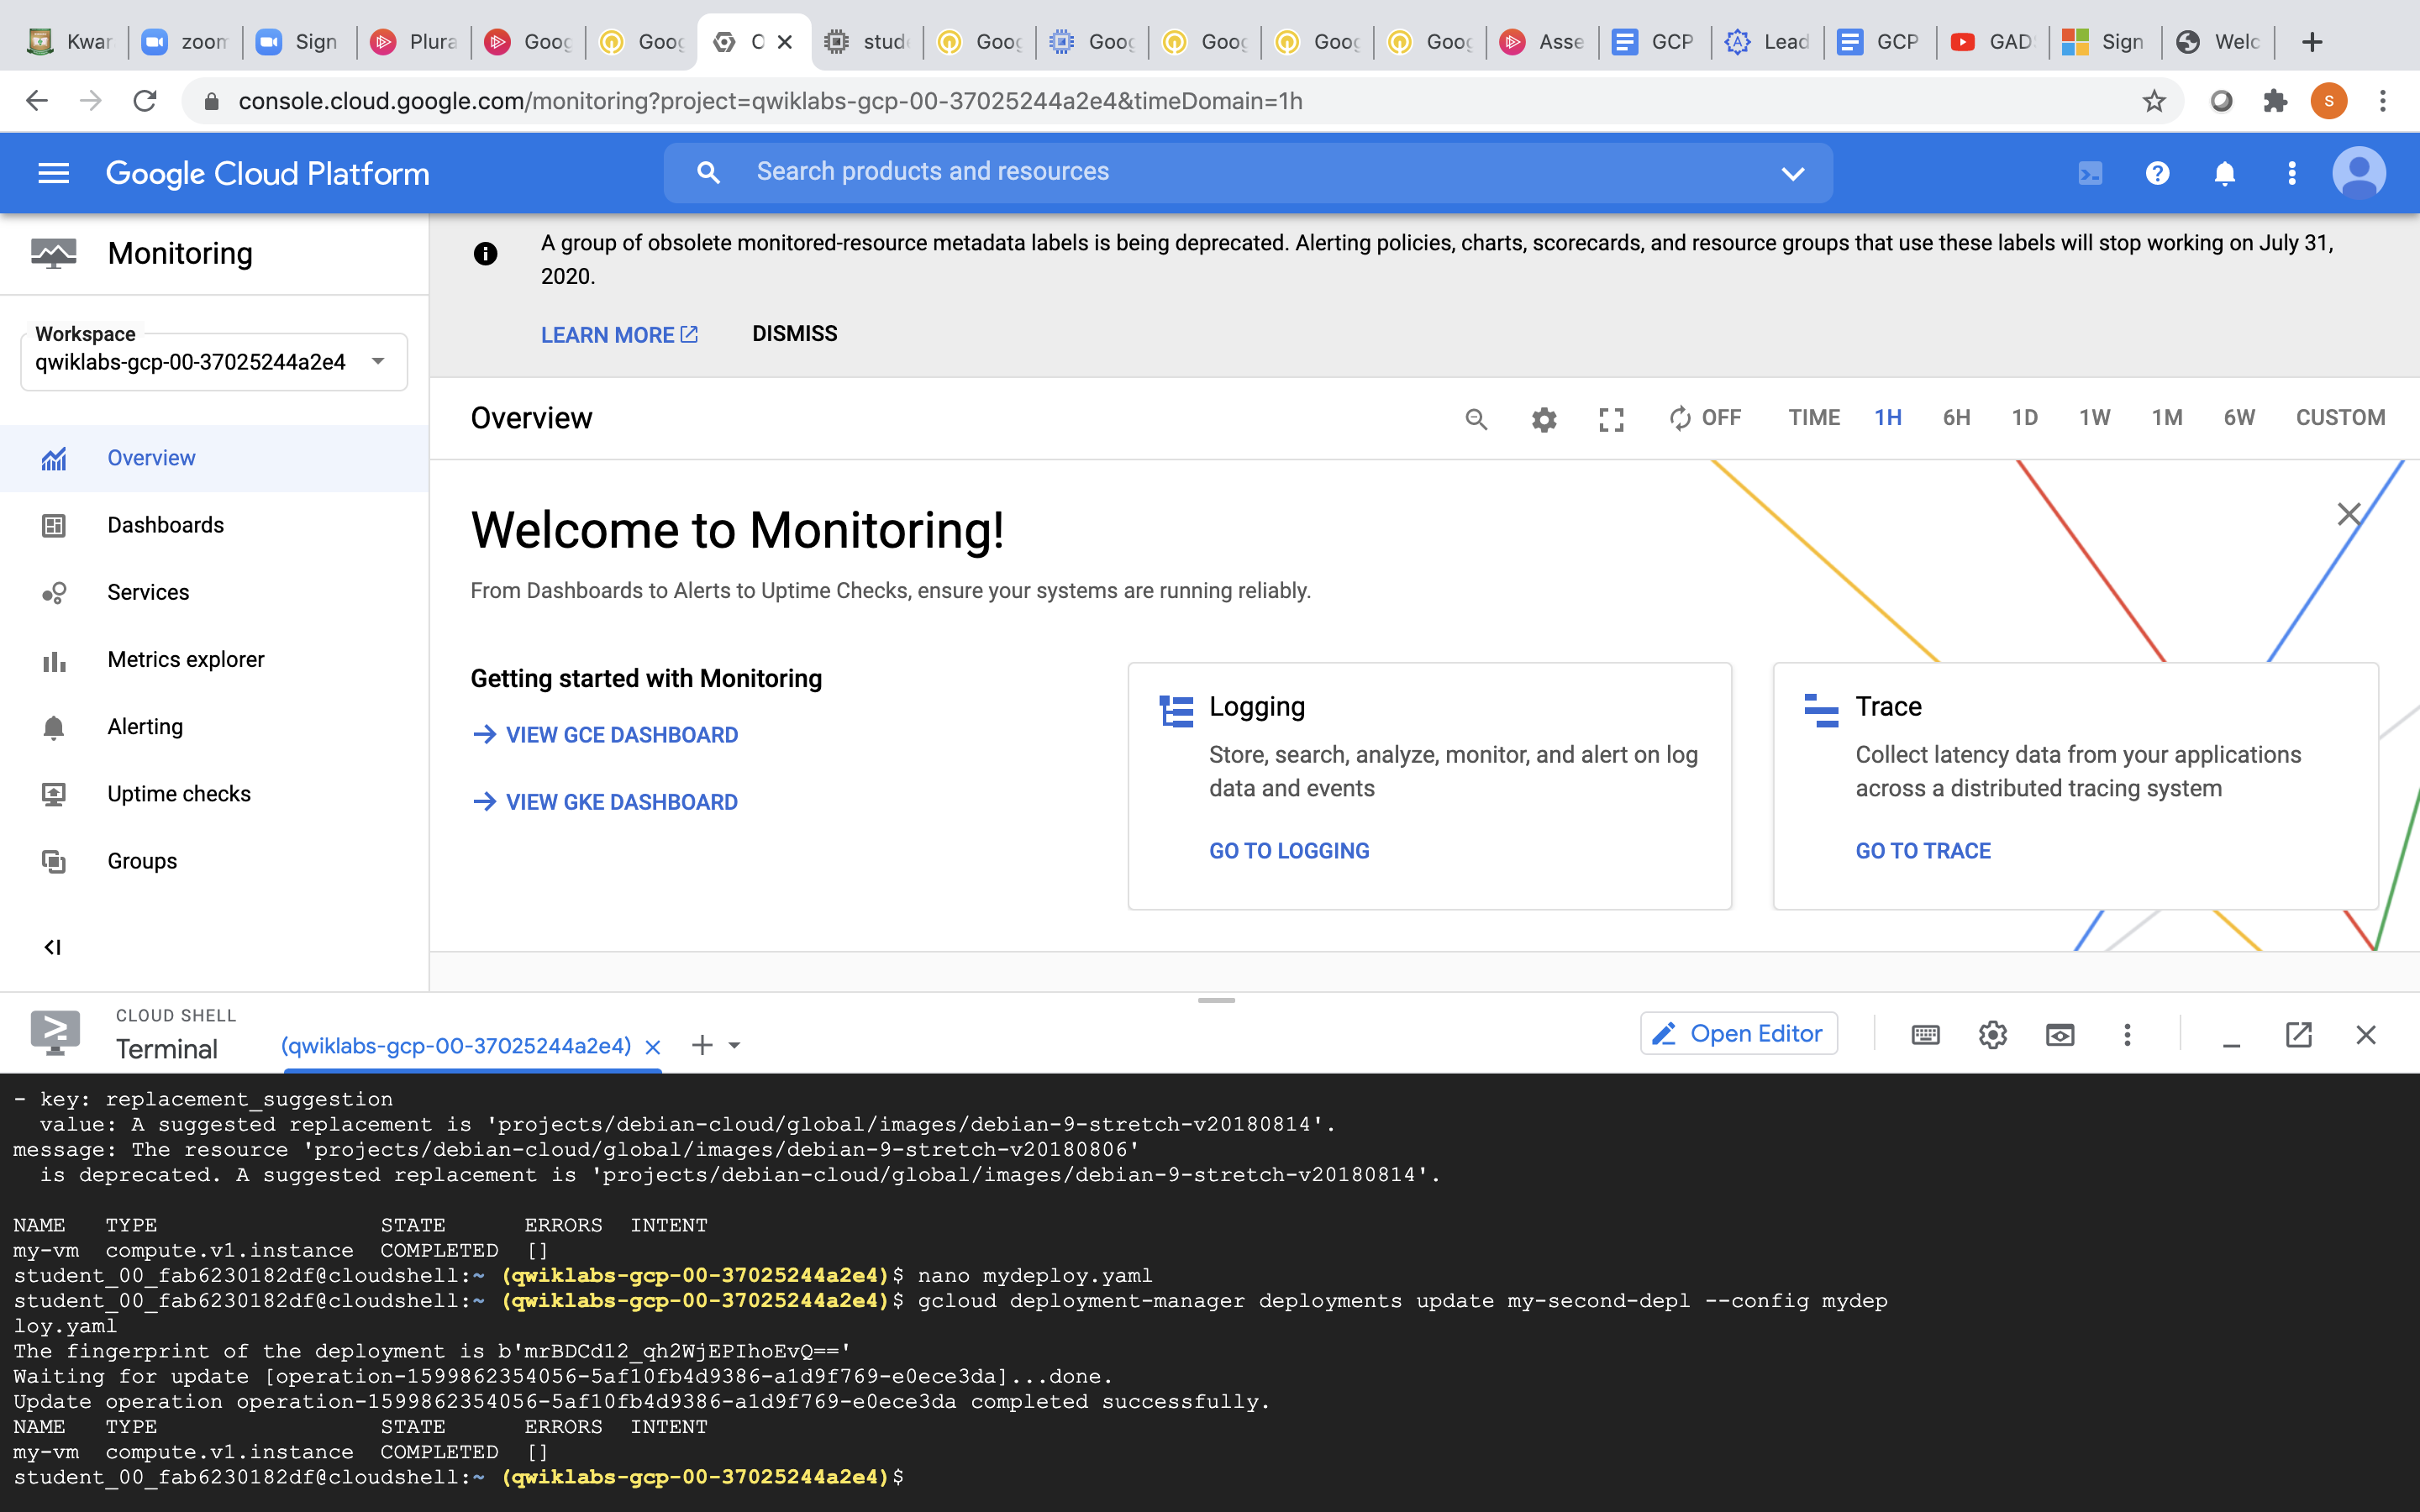 Kwar
zoom
Sign
Plura
Goog
Goog
O
stud
Goog
Goog
Goog
Goog
Goog
Asse
GCP
Lead
GCP
GAD
Sign
Welc
console.cloud.google.com/monitoring?project=qwiklabs-gcp-00-37025244a2e4&timeDomain=1h
S
Google Cloud Platform
Search products and resources
Monitoring
Workspace
qwiklabs-gcp-00-37025244a2e4
Overview
Dashboards
Services
Metrics explorer
Alerting
Uptime checks
Groups
A group of obsolete monitored-resource metadata labels is being deprecated. Alerting policies, charts, scorecards, and resource groups that use these labels will stop working on July 31,
2020.
LEARN MORE
DISMISS
Overview
OFF TIME 1H 6H 1D 1W 1M 6W CUSTOM
Welcome to Monitoring!
From Dashboards to Alerts to Uptime Checks, ensure your systems are running reliably.
Getting started with Monitoring
VIEW GCE DASHBOARD
VIEW GKE DASHBOARD
Logging
Store, search, analyze, monitor, and alert on log
data and events
GO TO LOGGING
Trace
Collect latency data from your applications
across a distributed tracing system
GO TO TRACE
CLOUD SHELL
Terminal
(qwiklabs-gcp-00-37025244a2e4)
Open Editor
- key: replacement_suggestion
value: A suggested replacement is 'projects/debian-cloud/global/images/debian-9-stretch-v20180814'.
message: The resource 'projects/debian-cloud/global/images/debian-9-stretch-v20180806'
is deprecated. A suggested replacement is 'projects/debian-cloud/global/images/debian-9-stretch-v20180814'.
NAME TYPE STATE ERRORS INTENT
my-vm compute.v1.instance COMPLETED []
student_00_fab6230182df@cloudshell:~ (qwiklabs-gcp-00-37025244a2e4)$ nano mydeploy.yaml
student_00_fab6230182df@cloudshell:~ (qwiklabs-gcp-00-37025244a2e4)$ gcloud deployment-manager deployments update my-second-depl --config mydep
loy.yaml
The fingerprint of the deployment is b'mrBDCd12_qh2WjEPIhoEvQ=='
Waiting for update [operation-1599862354056-5af10fb4d9386-a1d9f769-e0ece3da]...done.
Update operation operation-1599862354056-5af10fb4d9386-a1d9f769-e0ece3da completed successfully.
NAME TYPE STATE ERRORS INTENT
my-vm compute.v1.instance COMPLETED []
student_00_fab6230182df@cloudshell:~ (qwiklabs-gcp-00-37025244a2e4)$